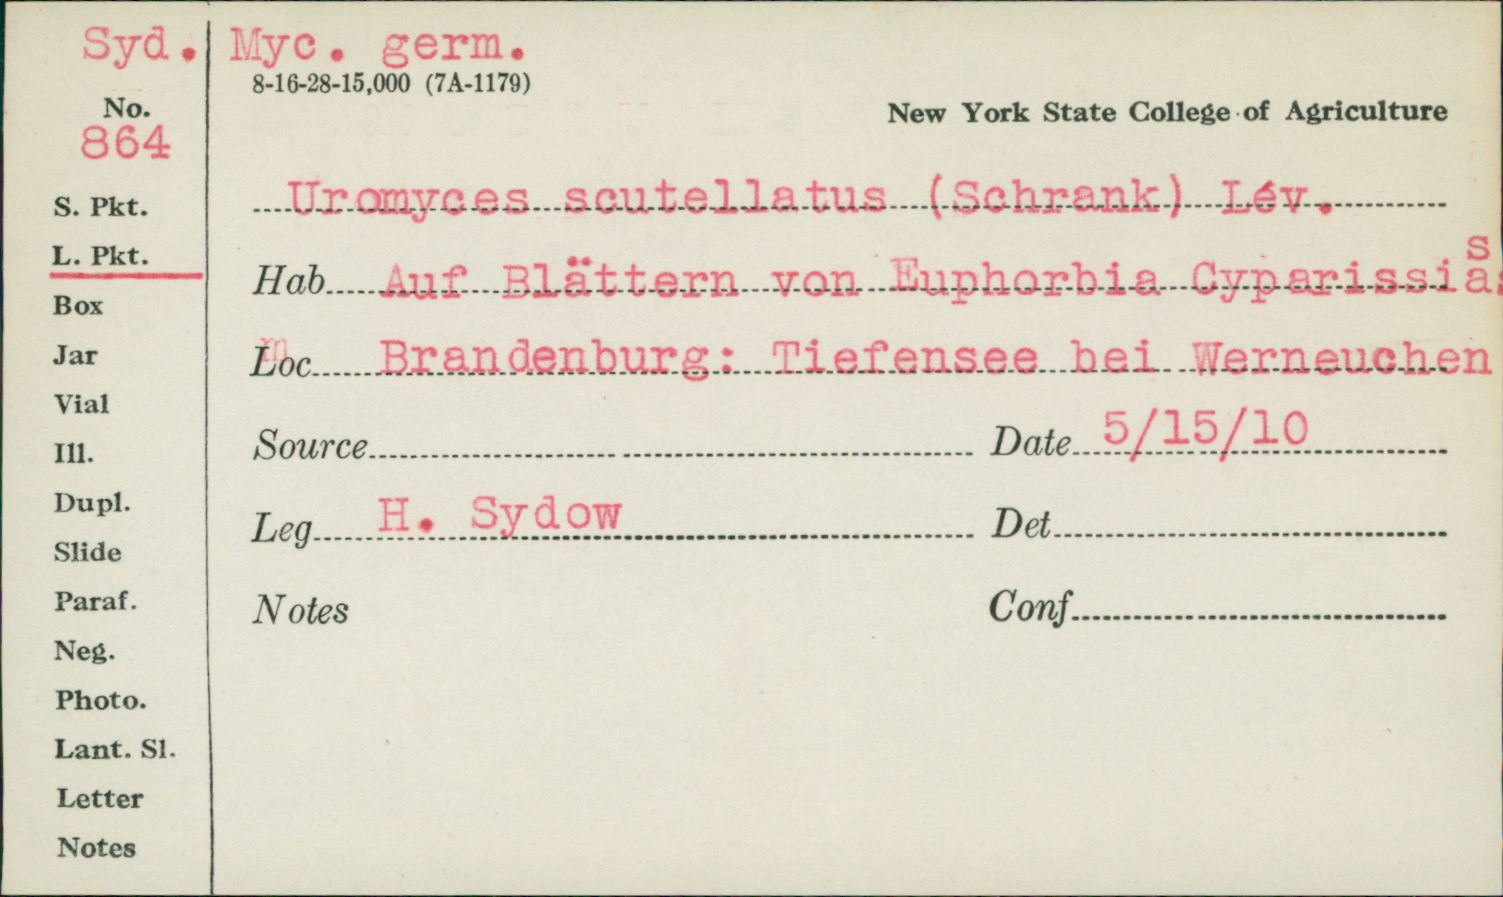 Syd. Myc. germ.
8-16-28-15,000 (7A-1179)
No.
864
New York State College of Agriculture
S. Pkt.
L. Pkt.
Box
Jar
Vial
Ill.
Dupl.
Slide
Paraf.
Neg.
Photo.
Lant. Sl.
Letter
Notes
Uromyces scutellatus (Schrank) Lév.
s
Hab. Auf Blättern von Euphorbia Cyparissias
m
Loc. Brandenburg: Tiefensee bei Werneuchen
Source Date 5/15/10
Leg. H. Sydow Det.
Notes Conf.